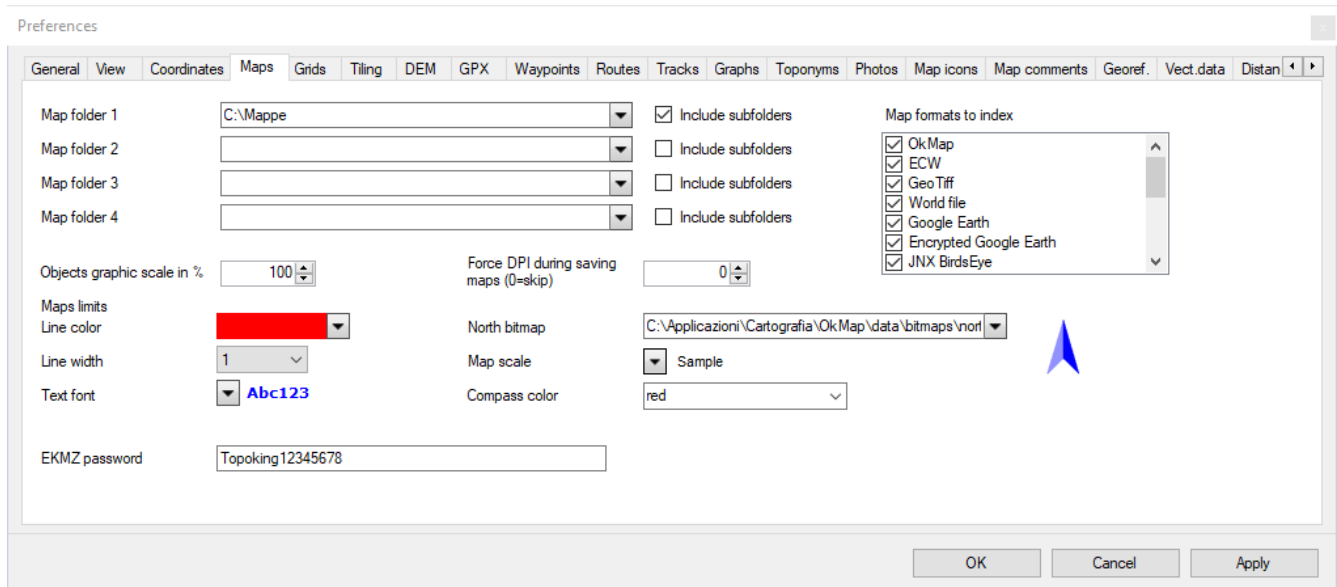 Preferences
General View Coordinates Maps Grids Tiling DEM GPX Waypoints Routes Tracks Graphs Toponyms Photos Map icons Map comments Georef. Vect.data Distan
Map folder 1 C:\Mappe Include subfolders Map formats to index
Map folder 2 Include subfolders OkMap
ECW
Map folder 3 Include subfolders GeoTiff
World file
Map folder 4 Include subfolders Google Earth
Encrypted Google Earth
Objects graphic scale in % 100 Force DPI during saving maps (0=skip) 0 JNX BirdsEye
Maps limits
Line color North bitmap C:\Applicazioni\Cartografia\OkMap\data\bitmaps\nort
Line width 1 Map scale Sample
Text font Abc123 Compass color red
EKMZ password Topoking12345678
OK Cancel Apply